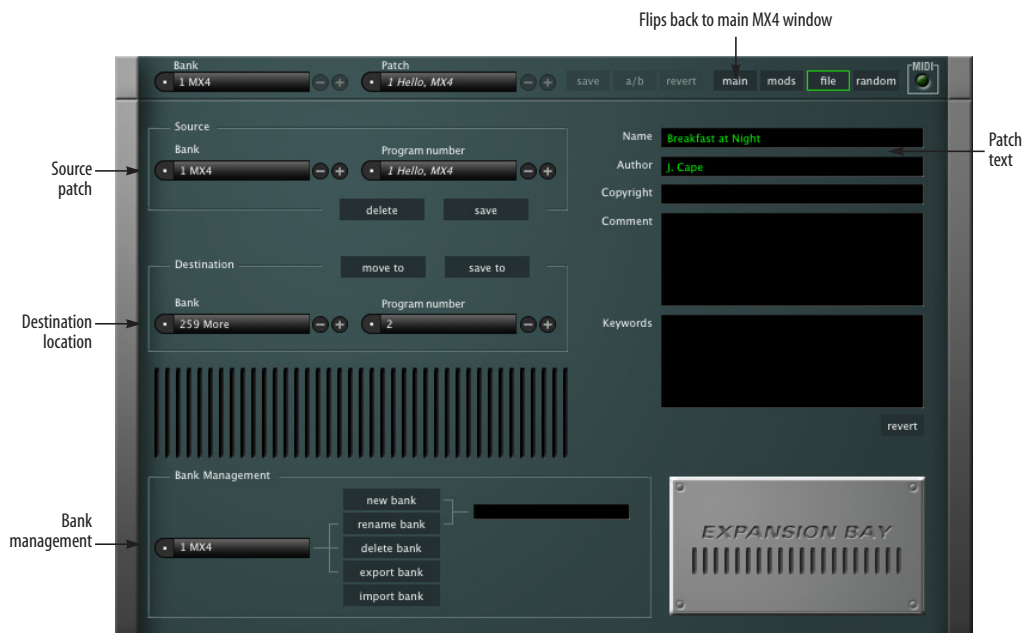 Flips back to main MX4 window
Bank
Patch
MIDI
1 MX4
1 Hello, MX4
save
a/b
revert
main
mods
file
random
Source
Bank
Program number
1 MX4
1 Hello, MX4
delete
save
Source
patch
Name
Breakfast at Night
Author
J. Cape
Copyright
Comment
Patch
text
Destination
move to
save to
Bank
Program number
259 More
2
Destination
location
Keywords
revert
Bank Management
new bank
rename bank
1 MX4
delete bank
export bank
import bank
Bank
management
EXPANSION BAY